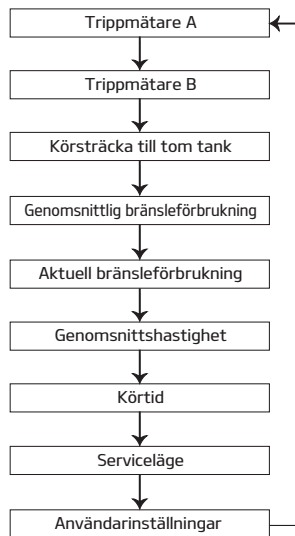 Trippmätare A
Trippmätare B
Körsträcka till tom tank
Genomsnittlig bränsleförbrukning
Aktuell bränsleförbrukning
Genomsnittshastighet
Körtid
Serviceläge
Användarinställningar